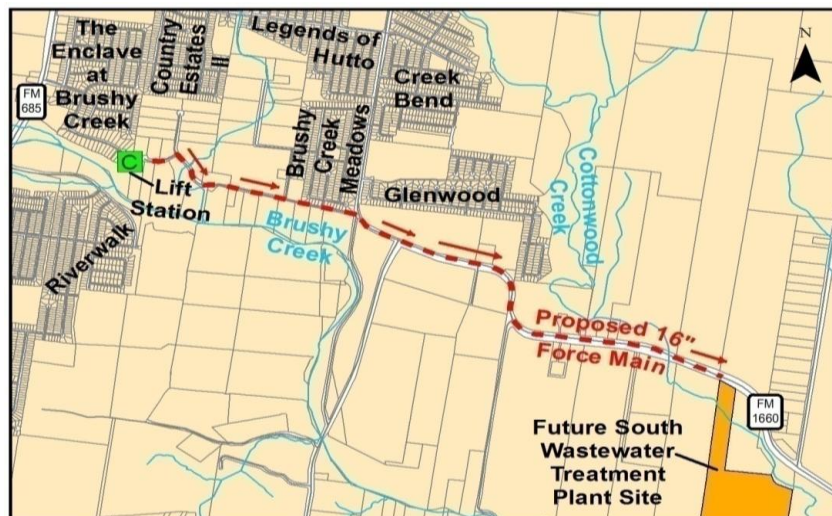 The
Enclave
at
Brushy
Creek
Country
Estates
II
Legends of
Hutto
Creek
Bend
N
FM
685
C
Lift
Station
Brushy
Creek
Meadows
Glenwood
Cottonwood
Creek
Brushy
Creek
Riverwalk
Proposed 16"
Force Main
FM
1660
Future South
Wastewater
Treatment
Plant Site